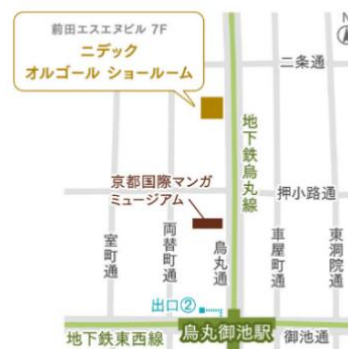 前田エスエヌビル 7F
ニデック
オルゴール ショールーム
N
二条通
地下鉄烏丸線
京都国際マンガ
ミュージアム
押小路通
室町通
両替町通
烏丸通
車屋町通
東洞院通
出口②
地下鉄東西線
烏丸御池駅
御池通